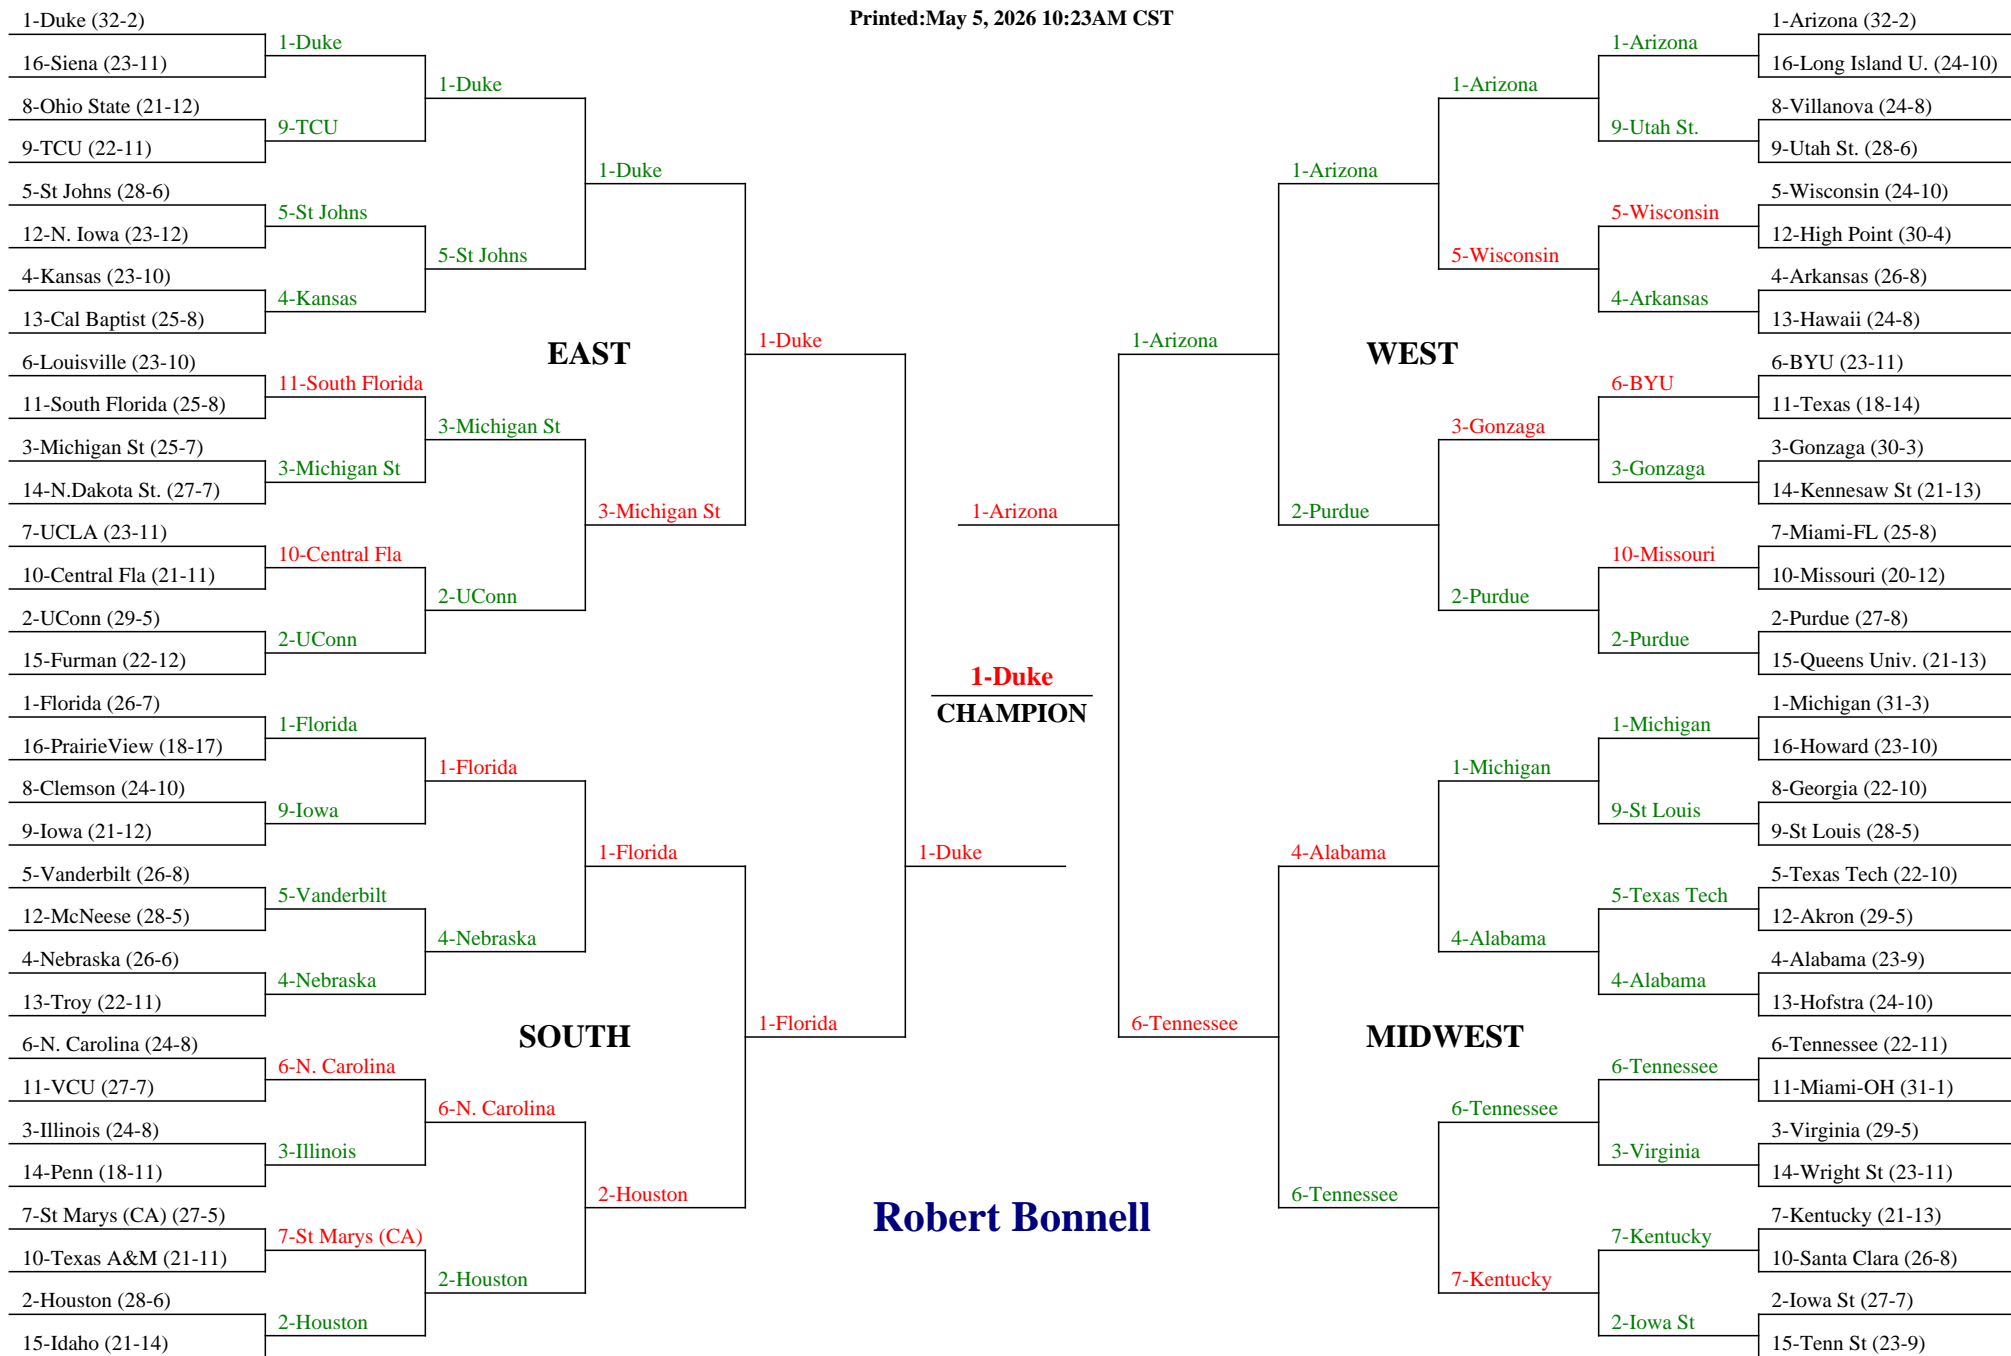 Printed:May 5, 2026 10:23AM CST
1-Duke (32-2)
16-Siena (23-11)
8-Ohio State (21-12)
9-TCU (22-11)
5-St Johns (28-6)
12-N. Iowa (23-12)
4-Kansas (23-10)
13-Cal Baptist (25-8)
6-Louisville (23-10)
11-South Florida (25-8)
3-Michigan St (25-7)
14-N.Dakota St. (27-7)
7-UCLA (23-11)
10-Central Fla (21-11)
2-UConn (29-5)
15-Furman (22-12)
1-Florida (26-7)
16-PrairieView (18-17)
8-Clemson (24-10)
9-Iowa (21-12)
5-Vanderbilt (26-8)
12-McNeese (28-5)
4-Nebraska (26-6)
13-Troy (22-11)
6-N. Carolina (24-8)
11-VCU (27-7)
3-Illinois (24-8)
14-Penn (18-11)
7-St Marys (CA) (27-5)
10-Texas A&M (21-11)
2-Houston (28-6)
15-Idaho (21-14)
1-Duke
9-TCU
5-St Johns
4-Kansas
11-South Florida
3-Michigan St
10-Central Fla
2-UConn
1-Florida
9-Iowa
5-Vanderbilt
4-Nebraska
6-N. Carolina
3-Illinois
7-St Marys (CA)
2-Houston
1-Duke
5-St Johns
3-Michigan St
2-UConn
1-Florida
4-Nebraska
6-N. Carolina
2-Houston
EAST
SOUTH
1-Duke
3-Michigan St
1-Florida
2-Houston
1-Duke
1-Florida
1-Duke
1-Arizona
1-Duke
CHAMPION
Robert Bonnell
1-Arizona
6-Tennessee
1-Arizona
2-Purdue
4-Alabama
6-Tennessee
WEST
MIDWEST
1-Arizona
5-Wisconsin
3-Gonzaga
2-Purdue
1-Michigan
4-Alabama
6-Tennessee
7-Kentucky
1-Arizona
9-Utah St.
5-Wisconsin
4-Arkansas
6-BYU
3-Gonzaga
10-Missouri
2-Purdue
1-Michigan
9-St Louis
5-Texas Tech
4-Alabama
6-Tennessee
3-Virginia
7-Kentucky
2-Iowa St
1-Arizona (32-2)
16-Long Island U. (24-10)
8-Villanova (24-8)
9-Utah St. (28-6)
5-Wisconsin (24-10)
12-High Point (30-4)
4-Arkansas (26-8)
13-Hawaii (24-8)
6-BYU (23-11)
11-Texas (18-14)
3-Gonzaga (30-3)
14-Kennesaw St (21-13)
7-Miami-FL (25-8)
10-Missouri (20-12)
2-Purdue (27-8)
15-Queens Univ. (21-13)
1-Michigan (31-3)
16-Howard (23-10)
8-Georgia (22-10)
9-St Louis (28-5)
5-Texas Tech (22-10)
12-Akron (29-5)
4-Alabama (23-9)
13-Hofstra (24-10)
6-Tennessee (22-11)
11-Miami-OH (31-1)
3-Virginia (29-5)
14-Wright St (23-11)
7-Kentucky (21-13)
10-Santa Clara (26-8)
2-Iowa St (27-7)
15-Tenn St (23-9)